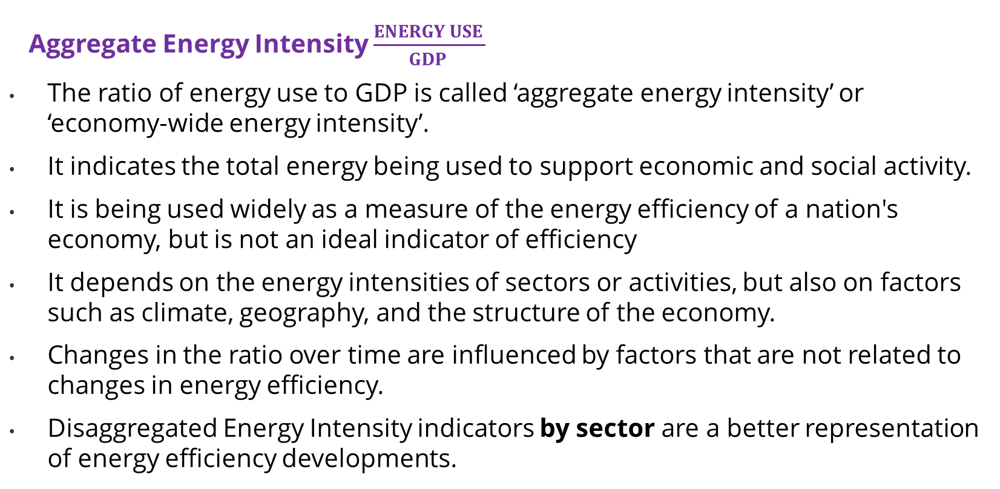 Aggregate Energy Intensity ENERGY USE
GDP
• The ratio of energy use to GDP is called ‘aggregate energy intensity’ or
‘economy-wide energy intensity’.
• It indicates the total energy being used to support economic and social activity.
• It is being used widely as a measure of the energy efficiency of a nation's
economy, but is not an ideal indicator of efficiency
• It depends on the energy intensities of sectors or activities, but also on factors
such as climate, geography, and the structure of the economy.
• Changes in the ratio over time are influenced by factors that are not related to
changes in energy efficiency.
• Disaggregated Energy Intensity indicators by sector are a better representation
of energy efficiency developments.